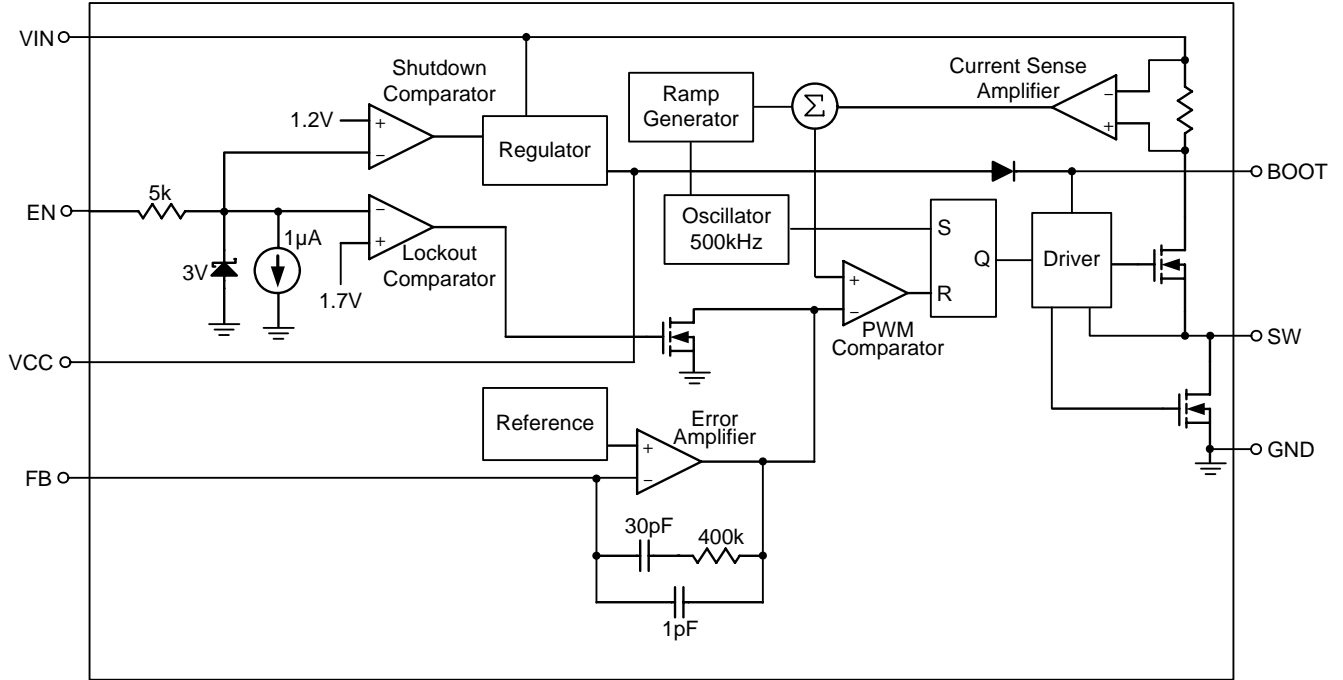 VIN
Shutdown
Comparator
1.2V
+
−
Regulator
Ramp
Generator
Σ
Current Sense
Amplifier
−
+
BOOT
EN
5k
3V
1µA
−
+
1.7V
Lockout
Comparator
Oscillator
500kHz
S
Q
R
Driver
+
−
PWM
Comparator
SW
VCC
Reference
Error
Amplifier
+
−
GND
FB
30pF
400k
1pF